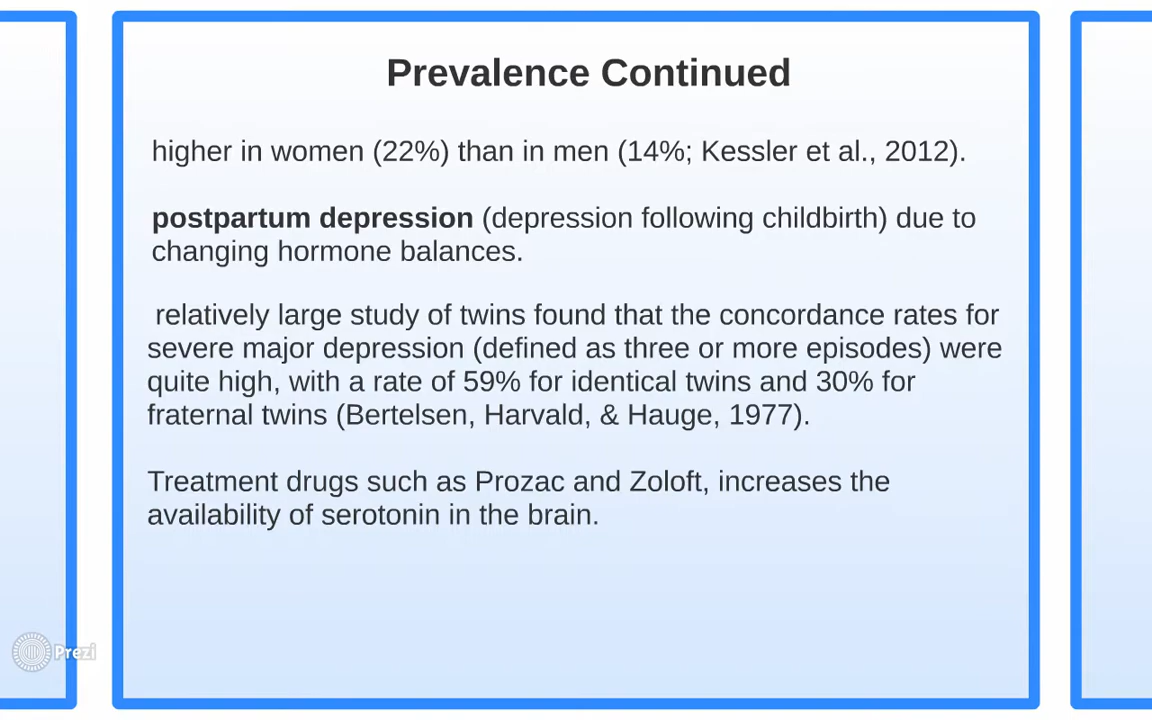 Prevalence Continued
higher in women (22%) than in men (14%; Kessler et al., 2012).
postpartum depression (depression following childbirth) due to
changing hormone balances.
relatively large study of twins found that the concordance rates for
severe major depression (defined as three or more episodes) were
quite high, with a rate of 59% for identical twins and 30% for
fraternal twins (Bertelsen, Harvald, & Hauge, 1977).
Treatment drugs such as Prozac and Zoloft, increases the
availability of serotonin in the brain.
Prezi